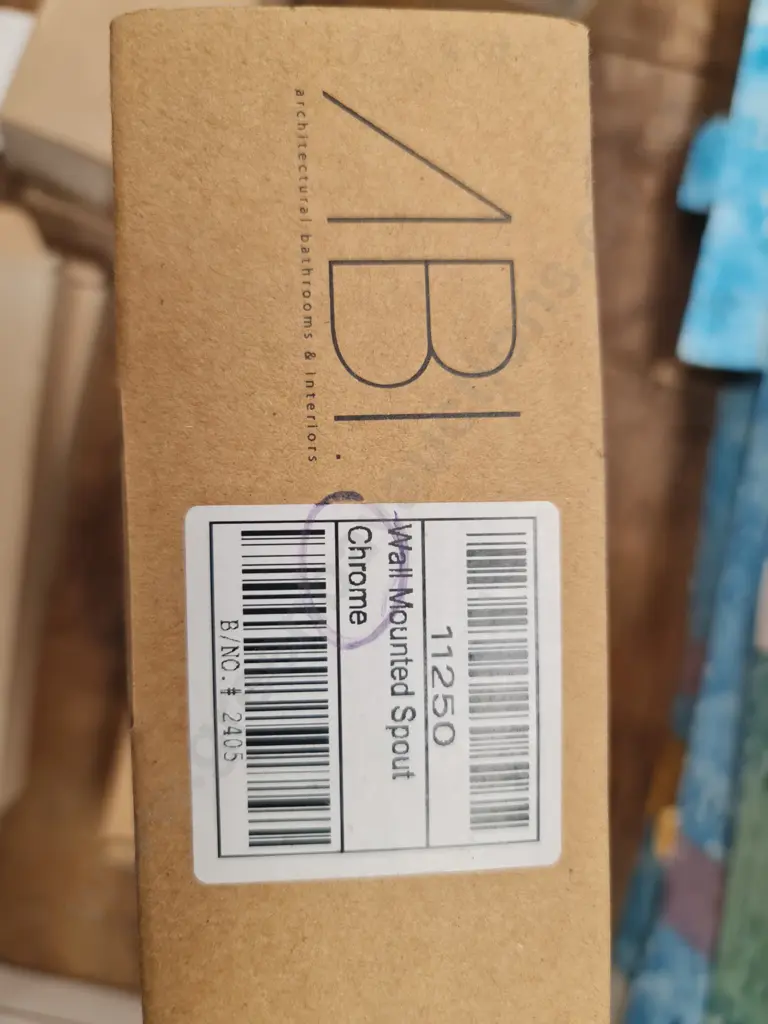 ABI.
architectural bathrooms & interiors
11250
-Wall Mounted Spout
Chrome
B/NO.# 2405